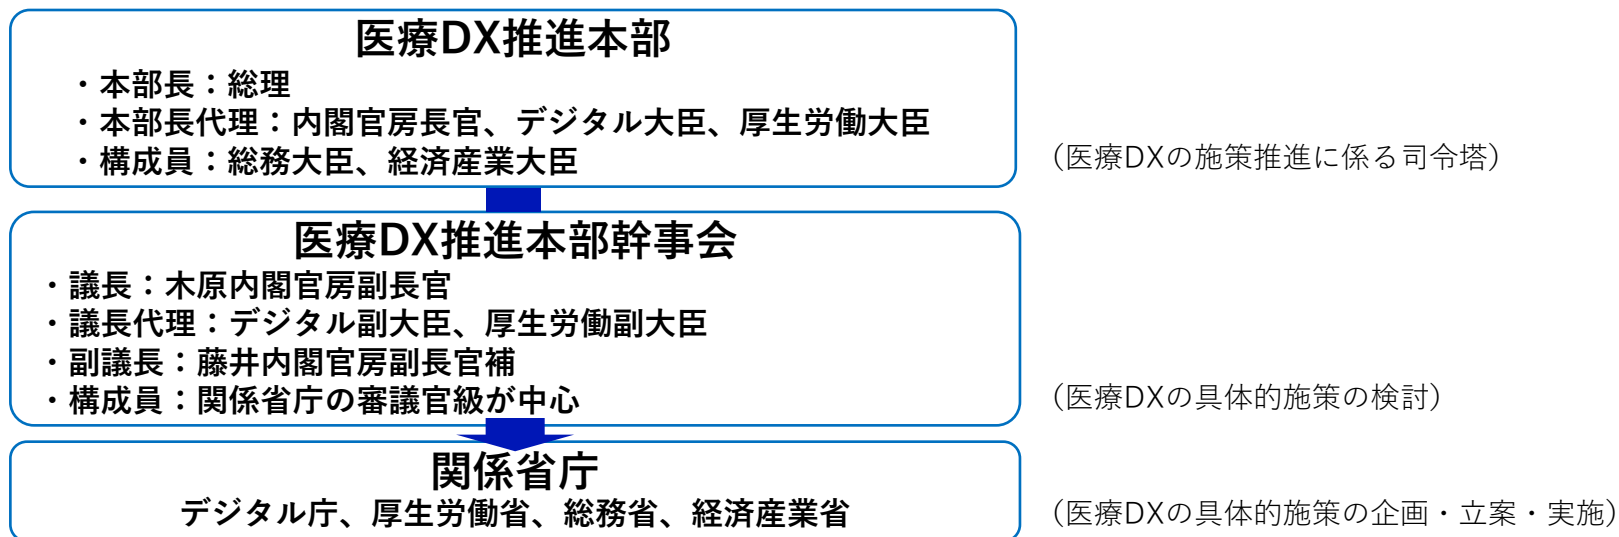 医療DX推進本部
・本部長：総理
・本部長代理：内閣官房長官、デジタル大臣、厚生労働大臣
・構成員：総務大臣、経済産業大臣
（医療DXの施策推進に係る司令塔）
医療DX推進本部幹事会
・議長：木原内閣官房副長官
・議長代理：デジタル副大臣、厚生労働副大臣
・副議長：藤井内閣官房副長官補
・構成員：関係省庁の審議官級が中心
（医療DXの具体的施策の検討）
関係省庁
デジタル庁、厚生労働省、総務省、経済産業省
（医療DXの具体的施策の企画・立案・実施）